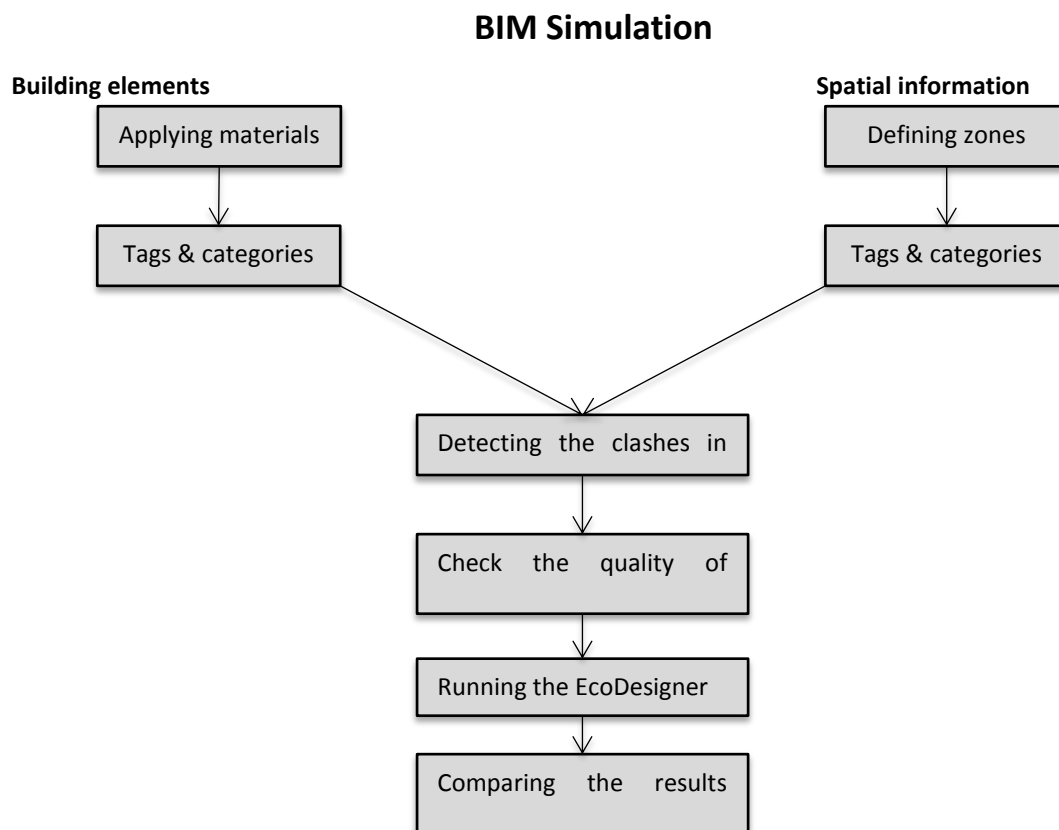 BIM Simulation
Building elements
Spatial information
Applying materials
Defining zones
Tags & categories
Tags & categories
Detecting the clashes in
Check the quality of
Running the EcoDesigner
Comparing the results